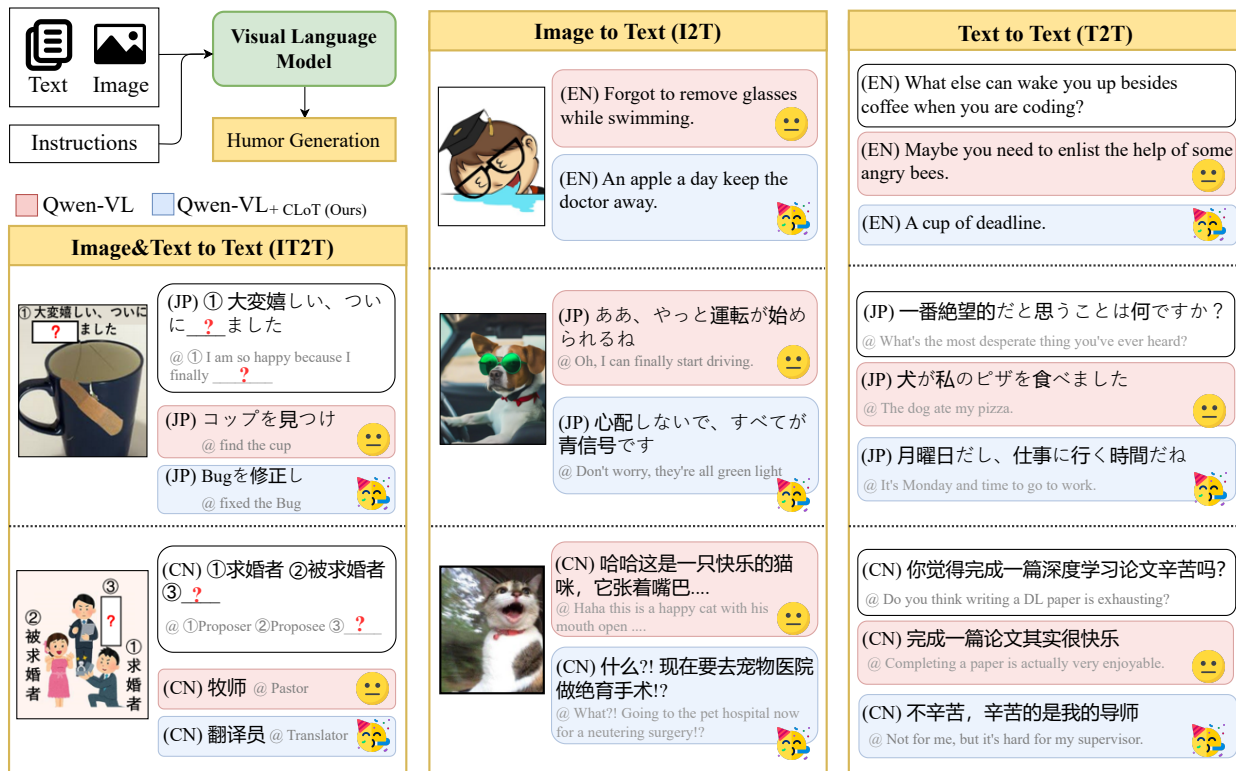 Text
Image
Instructions
Visual Language
Model
Humor Generation
Qwen-VL
Qwen-VL+ CLoT (Ours)
Image&Text to Text (IT2T)
① 大変嬉しい、ついに
?
ました
(JP) ① 大変嬉しい、つい
に__?__ました
@ ① I am so happy because I
finally ____?____
(JP) コップを見つけ
@ find the cup
(JP) Bugを修正し
@ fixed the Bug
③
?
②被求婚者
①求婚者
(CN) ①求婚者 ②被求婚者
③_?___
@ ①Proposer ②Proposee ③_?____
(CN) 牧师 @ Pastor
(CN) 翻译员 @ Translator
Image to Text (I2T)
(EN) Forgot to remove glasses
while swimming.
(EN) An apple a day keep the
doctor away.
(JP) ああ、やっと運転が始め
られるね
@ Oh, I can finally start driving.
(JP) 心配しないで、すべてが
青信号です
@ Don't worry, they're all green light
(CN) 哈哈这是一只快乐的猫
咪，它张着嘴巴....
@ Haha this is a happy cat with his
mouth open ....
(CN) 什么?! 现在要去宠物医院
做绝育手术!?
@ What?! Going to the pet hospital now
for a neutering surgery!?
Text to Text (T2T)
(EN) What else can wake you up besides
coffee when you are coding?
(EN) Maybe you need to enlist the help of some
angry bees.
(EN) A cup of deadline.
(JP) 一番絶望的だと思うことは何ですか？
@ What's the most desperate thing you've ever heard?
(JP) 犬が私のピザを食べました
@ The dog ate my pizza.
(JP) 月曜日だし、仕事に行く時間だね
@ It's Monday and time to go to work.
(CN) 你觉得完成一篇深度学习论文辛苦吗?
@ Do you think writing a DL paper is exhausting?
(CN) 完成一篇论文其实很快乐
@ Completing a paper is actually very enjoyable.
(CN) 不辛苦，辛苦的是我的导师
@ Not for me, but it's hard for my supervisor.